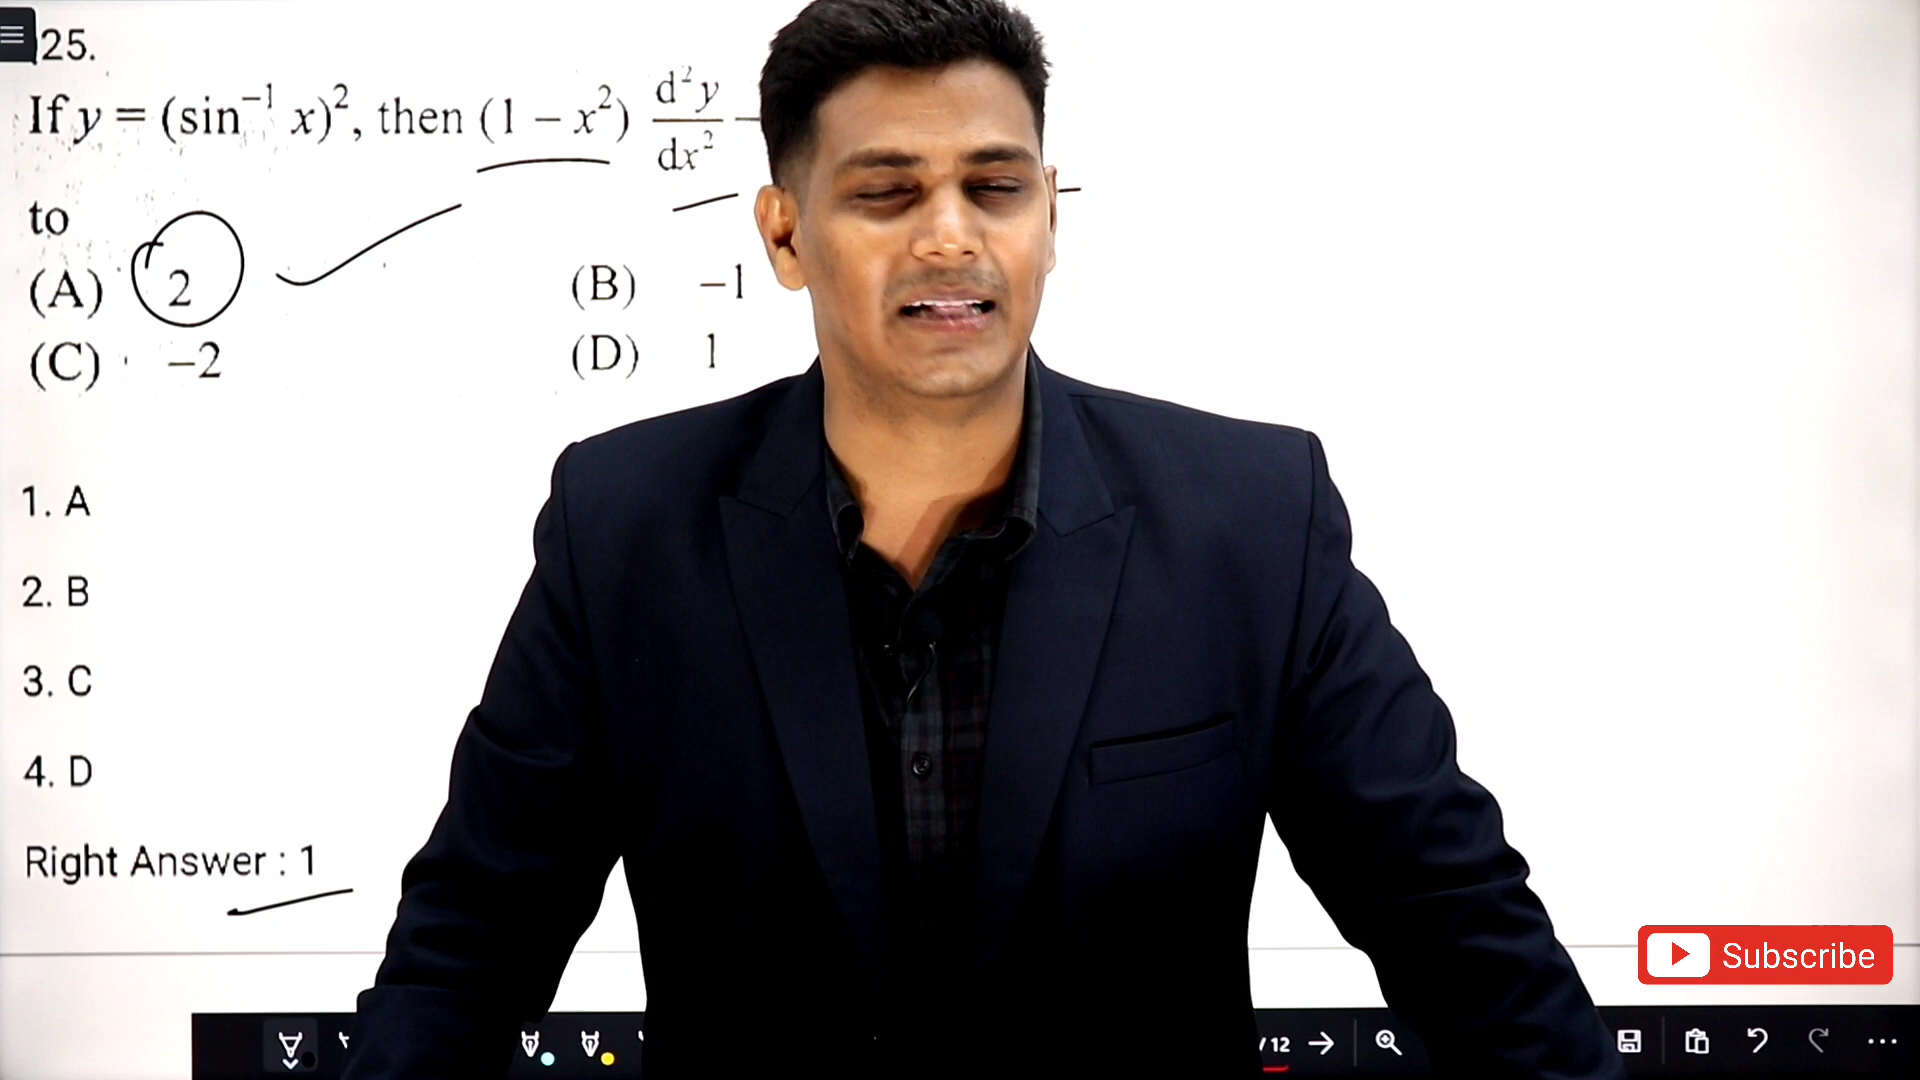 25.
If y = (sin⁻¹ x)², then (1 – x²) d²y/dx² –
to
(A) 2 (B) –1
(C) –2 (D) 1
1. A
2. B
3. C
4. D
Right Answer : 1
Subscribe
/ 12